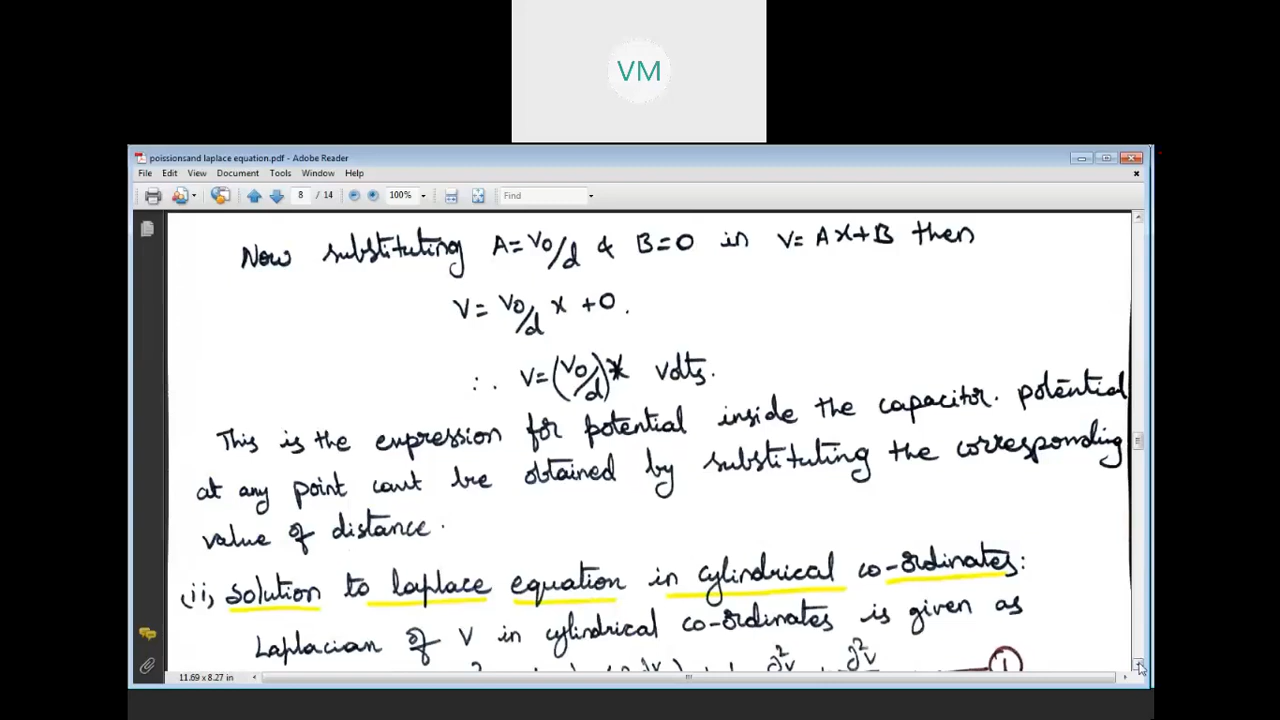 VM
poissionsand laplace equation.pdf - Adobe Reader
File Edit View Document Tools Window Help
8 / 14 100% Find
Now substituting A = V0/d & B=0 in V= AX+B then
V= V0/d X +0.
∴ V=(V0/d)X volts.
This is the expression for potential inside the capacitor. potential
at any point can't be obtained by substituting the corresponding
value of distance.
(ii) solution to laplace equation in cylindrical co-ordinates:
Laplacian of V in cylindrical co-ordinates is given as
11.69 x 8.27 in